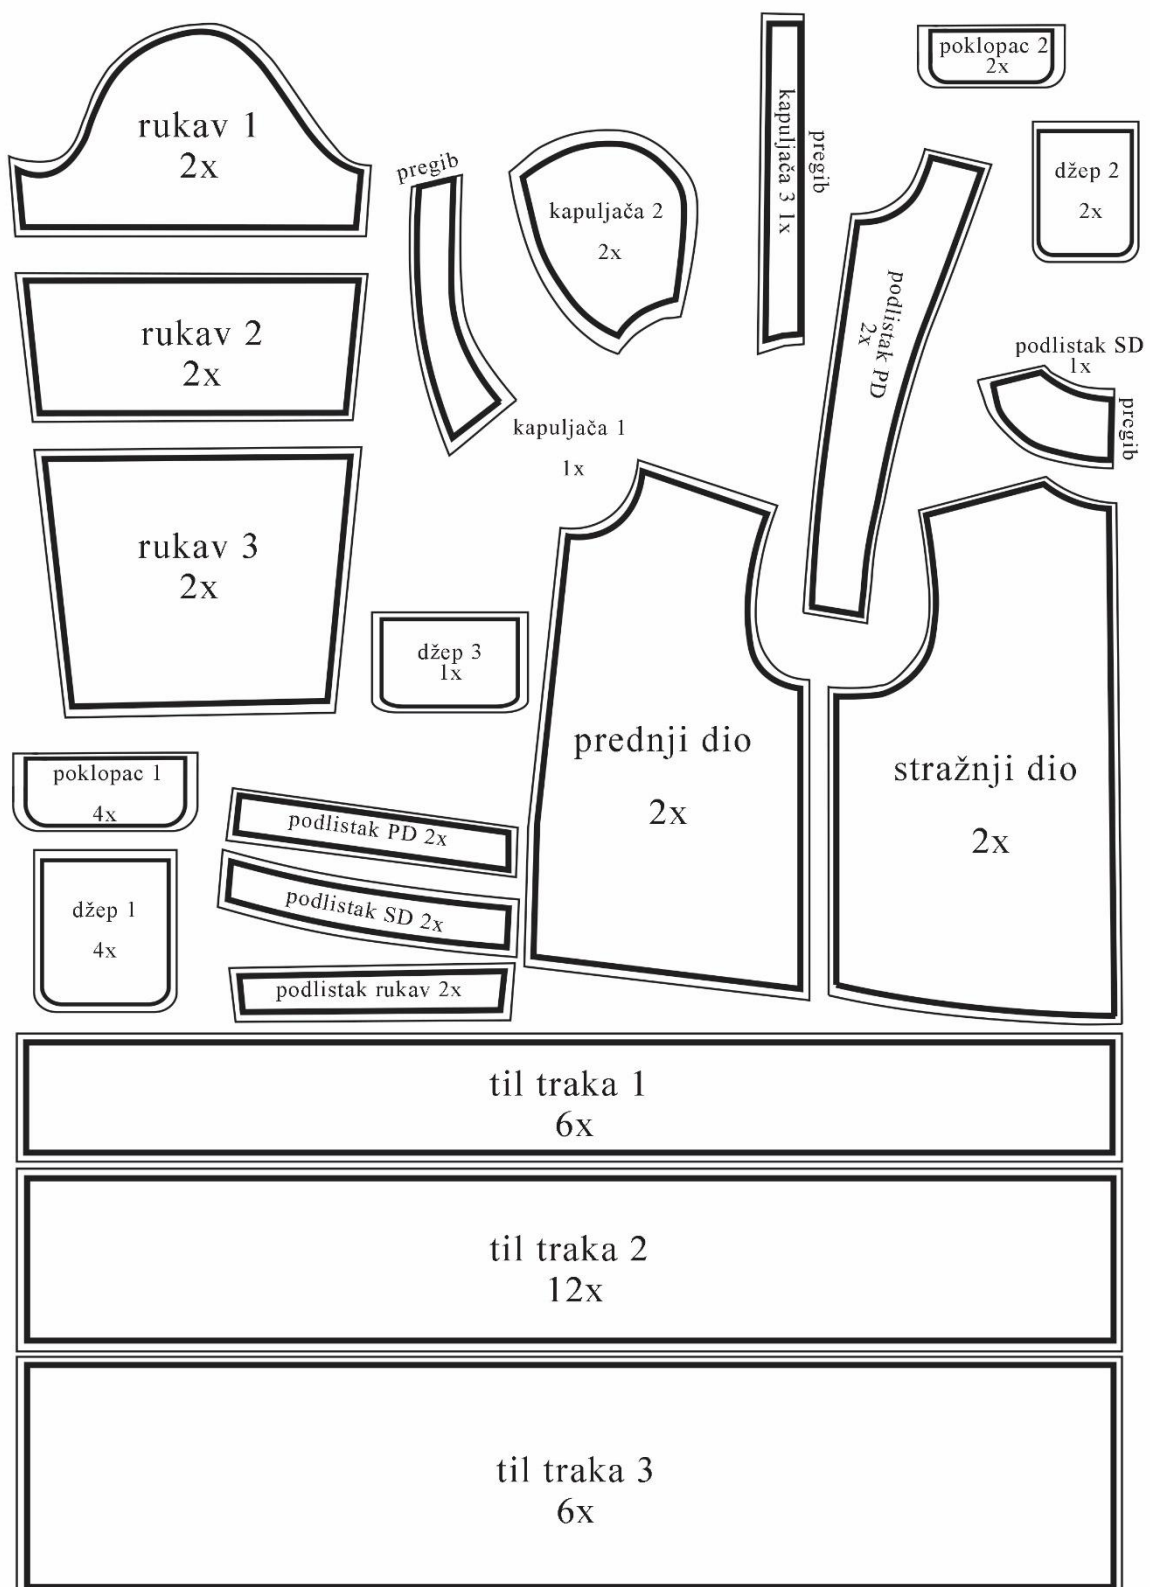 rukav 1
2x
rukav 2
2x
rukav 3
2x
pregib
kapuljača 1
1x
kapuljača 2
2x
kapuljača 3 1x
pregib
poklopac 2
2x
džep 2
2x
podlistak PD
2x
podlistak SD
1x
pregib
džep 3
1x
prednji dio
2x
stražnji dio
2x
poklopac 1
4x
džep 1
4x
podlistak PD 2x
podlistak SD 2x
podlistak rukav 2x
til traka 1
6x
til traka 2
12x
til traka 3
6x